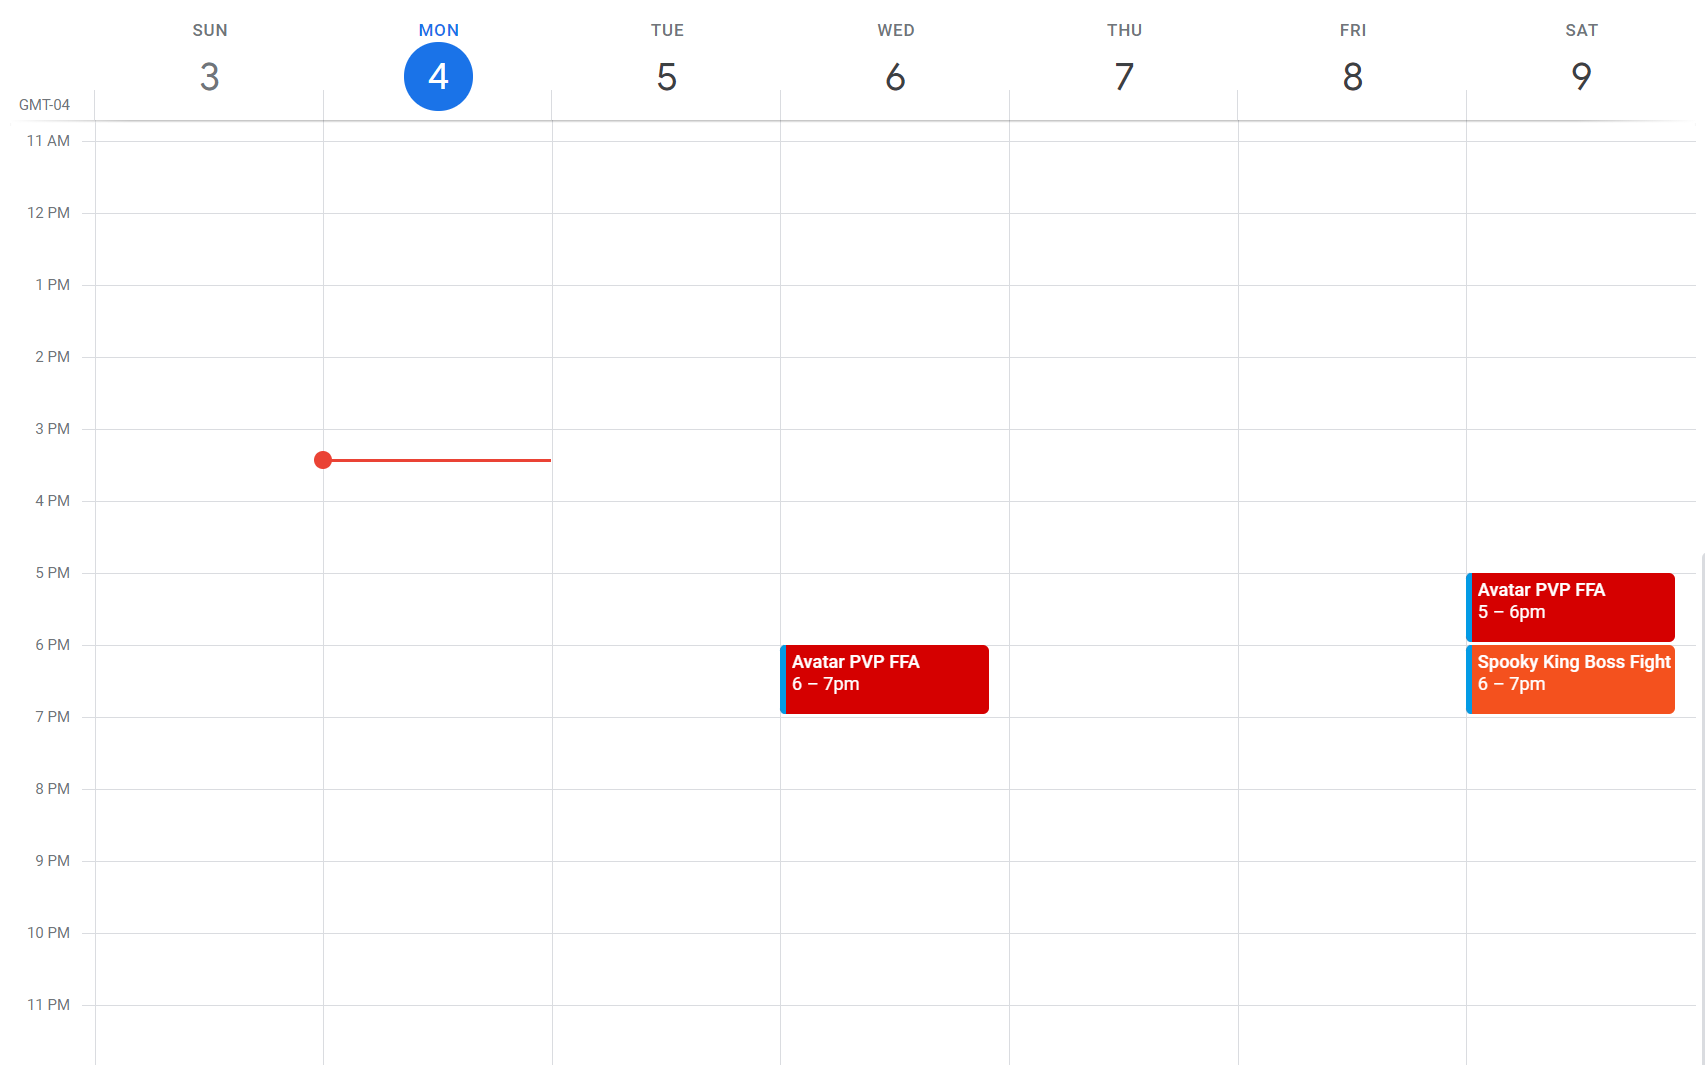 SUN
MON
TUE
WED
THU
FRI
SAT
3
4
5
6
7
8
9
GMT-04
11 AM
12 PM
1 PM
2 PM
3 PM
4 PM
5 PM
6 PM
7 PM
8 PM
9 PM
10 PM
11 PM
Avatar PVP FFA
6 – 7pm
Avatar PVP FFA
5 – 6pm
Spooky King Boss Fight
6 – 7pm